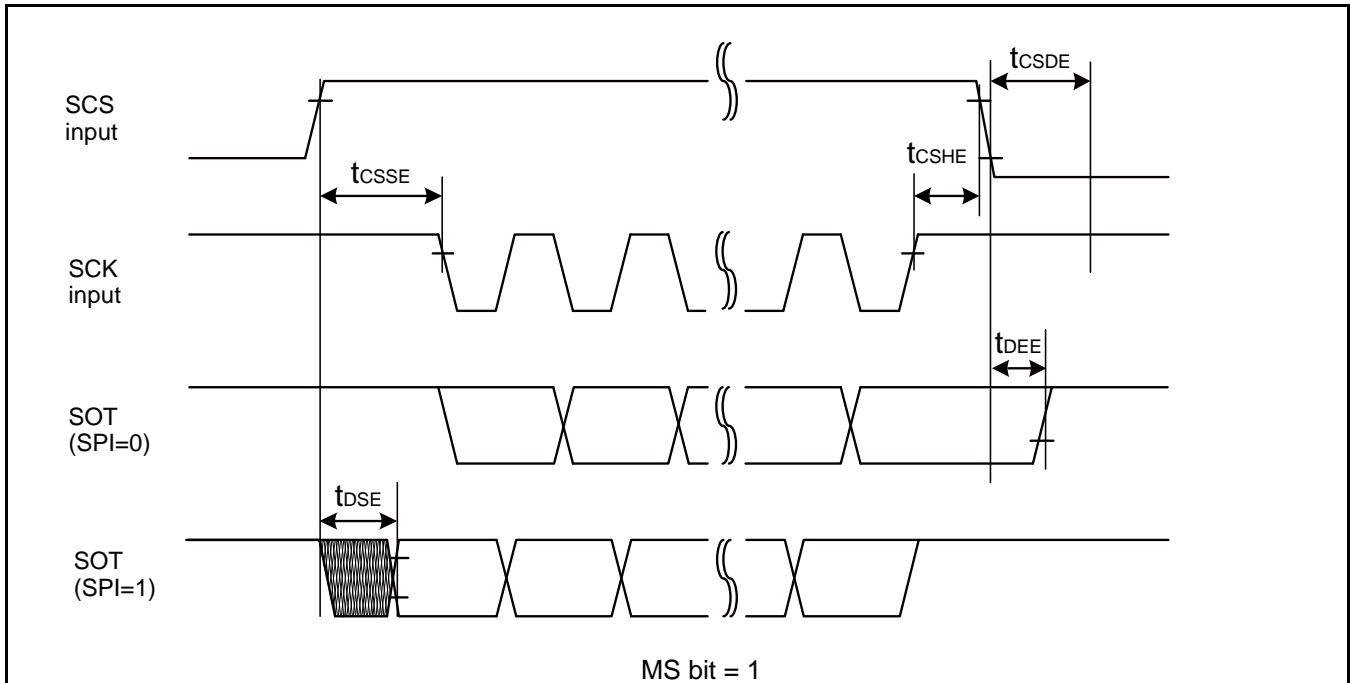 tCSDE
SCS
input
tCSHE
tCSSE
SCK
input
tDEE
SOT
(SPI=0)
tDSE
SOT
(SPI=1)
MS bit = 1